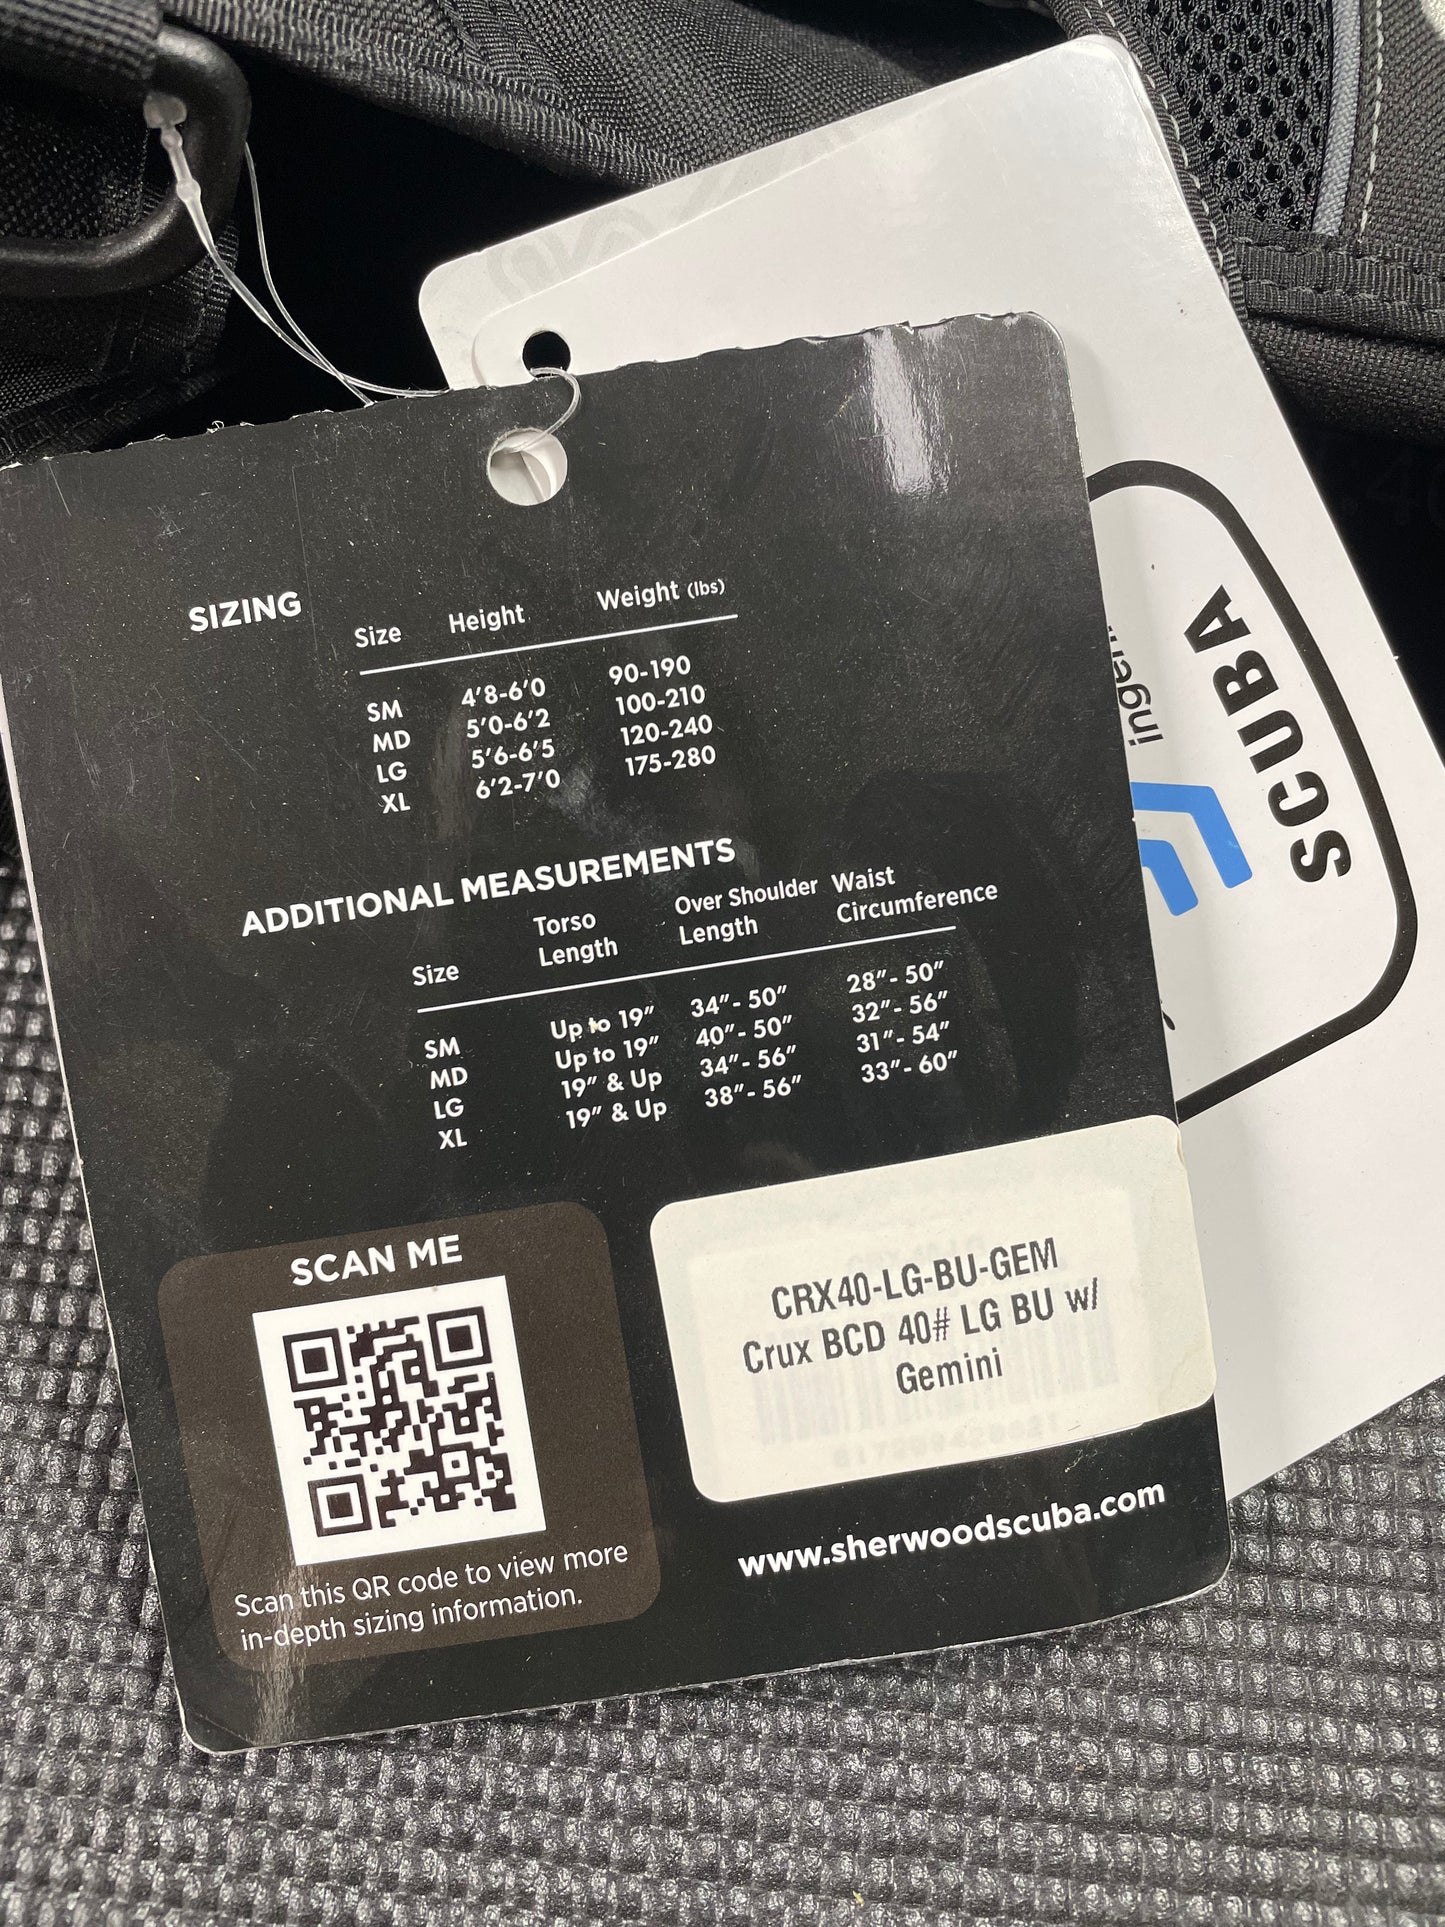 SIZING
Size Height Weight (lbs)
SM 4'8-6'0 90-190
MD 5'0-6'2 100-210
LG 5'6-6'5 120-240
XL 6'2-7'0 175-280
ADDITIONAL MEASUREMENTS
Size Torso Length Over Shoulder Length Waist Circumference
SM Up to 19" 34"- 50" 28"- 50"
MD Up to 19" 40"- 50" 32"- 56"
LG 19" & Up 34"- 56" 31"- 54"
XL 19" & Up 38"- 56" 33"- 60"
SCAN ME
Scan this QR code to view more
in-depth sizing information.
CRX40-LG-BU-GEM
Crux BCD 40# LG BU w/
Gemini
www.sherwoodscuba.com
SCUBA